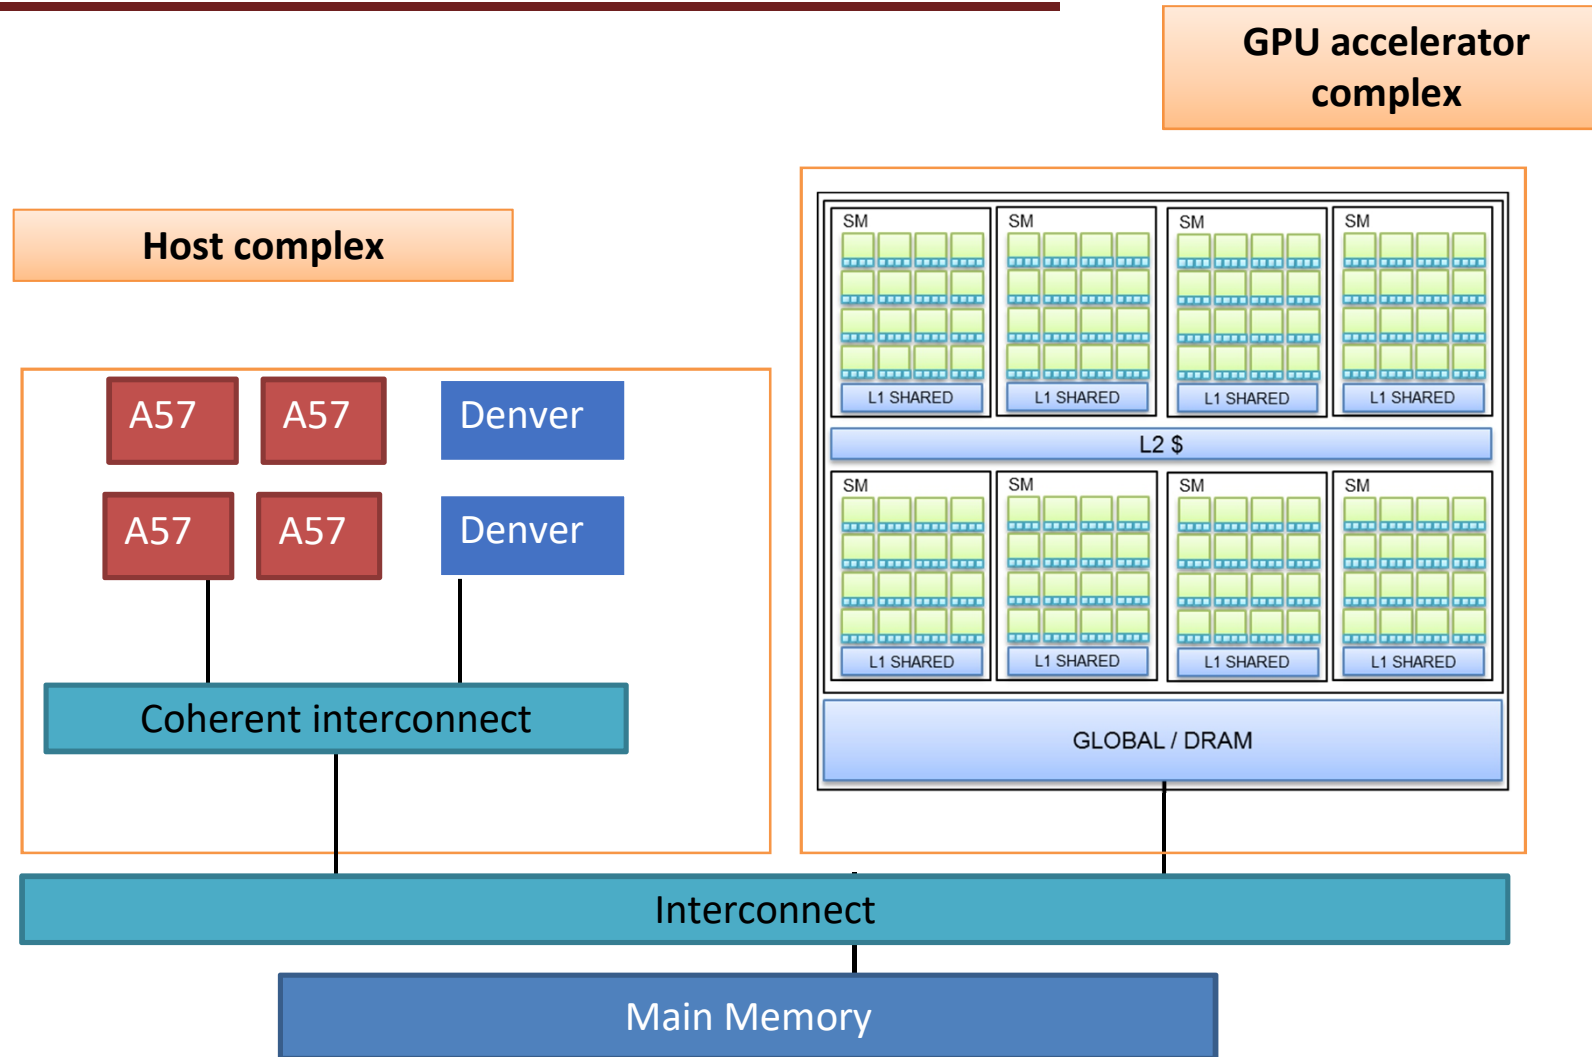 GPU accelerator
complex
Host complex
A57
A57
Denver
A57
A57
Denver
Coherent interconnect
SM
SM
SM
SM
L1 SHARED
L1 SHARED
L1 SHARED
L1 SHARED
L2 $
SM
SM
SM
SM
L1 SHARED
L1 SHARED
L1 SHARED
L1 SHARED
GLOBAL / DRAM
Interconnect
Main Memory